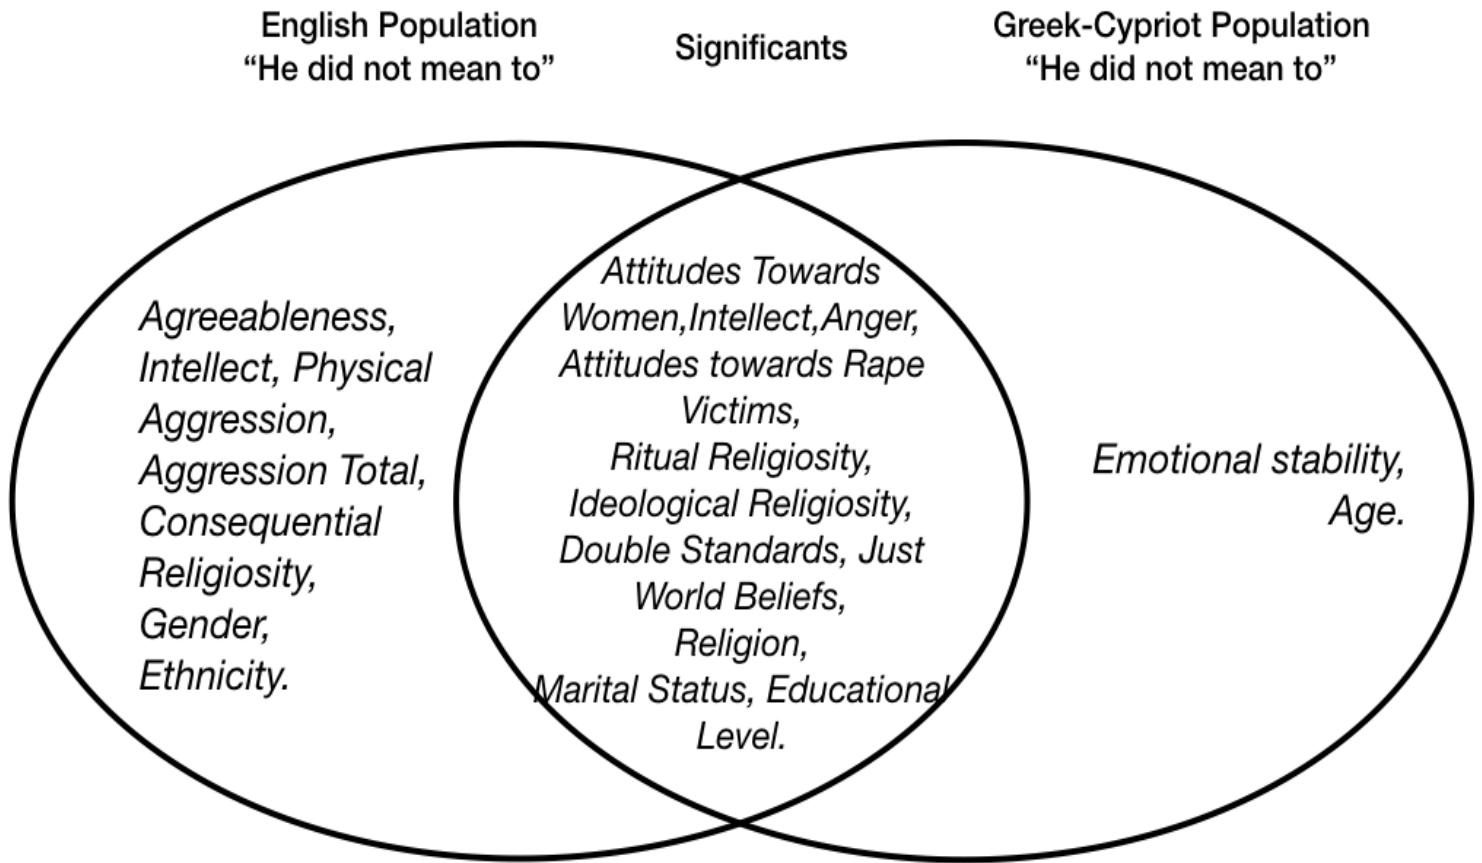 English Population
“He did not mean to”
Significants
Greek-Cypriot Population
“He did not mean to”
Agreeableness,
Intellect, Physical
Aggression,
Aggression Total,
Consequential
Religiosity,
Gender,
Ethnicity.
Attitudes Towards
Women,Intellect,Anger,
Attitudes towards Rape
Victims,
Ritual Religiosity,
Ideological Religiosity,
Double Standards, Just
World Beliefs,
Religion,
Marital Status, Educational
Level.
Emotional stability,
Age.